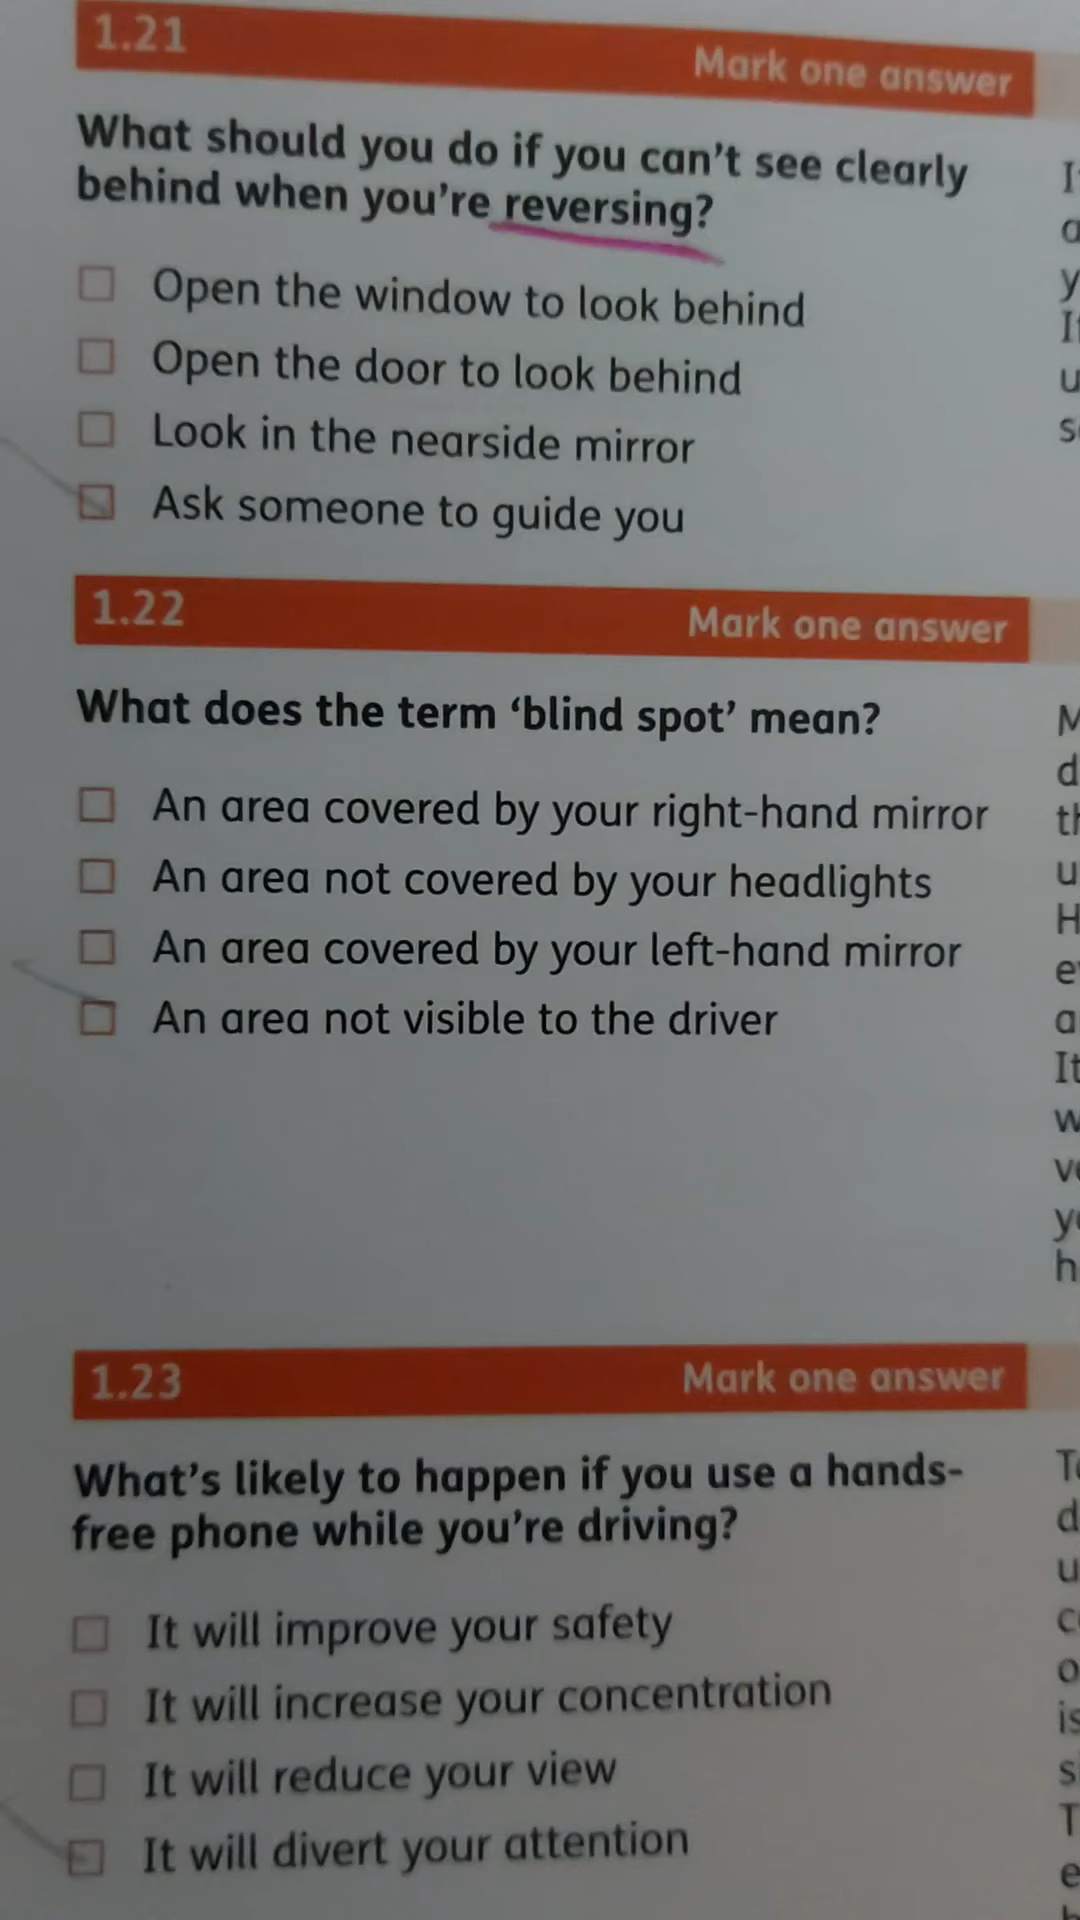 1.21
Mark one answer
What should you do if you can't see clearly
behind when you're reversing?
Open the window to look behind
Open the door to look behind
Look in the nearside mirror
Ask someone to guide you
1.22
Mark one answer
What does the term ‘blind spot’ mean?
An area covered by your right-hand mirror
An area not covered by your headlights
An area covered by your left-hand mirror
An area not visible to the driver
1.23
Mark one answer
What's likely to happen if you use a hands-
free phone while you're driving?
It will improve your safety
It will increase your concentration
It will reduce your view
It will divert your attention